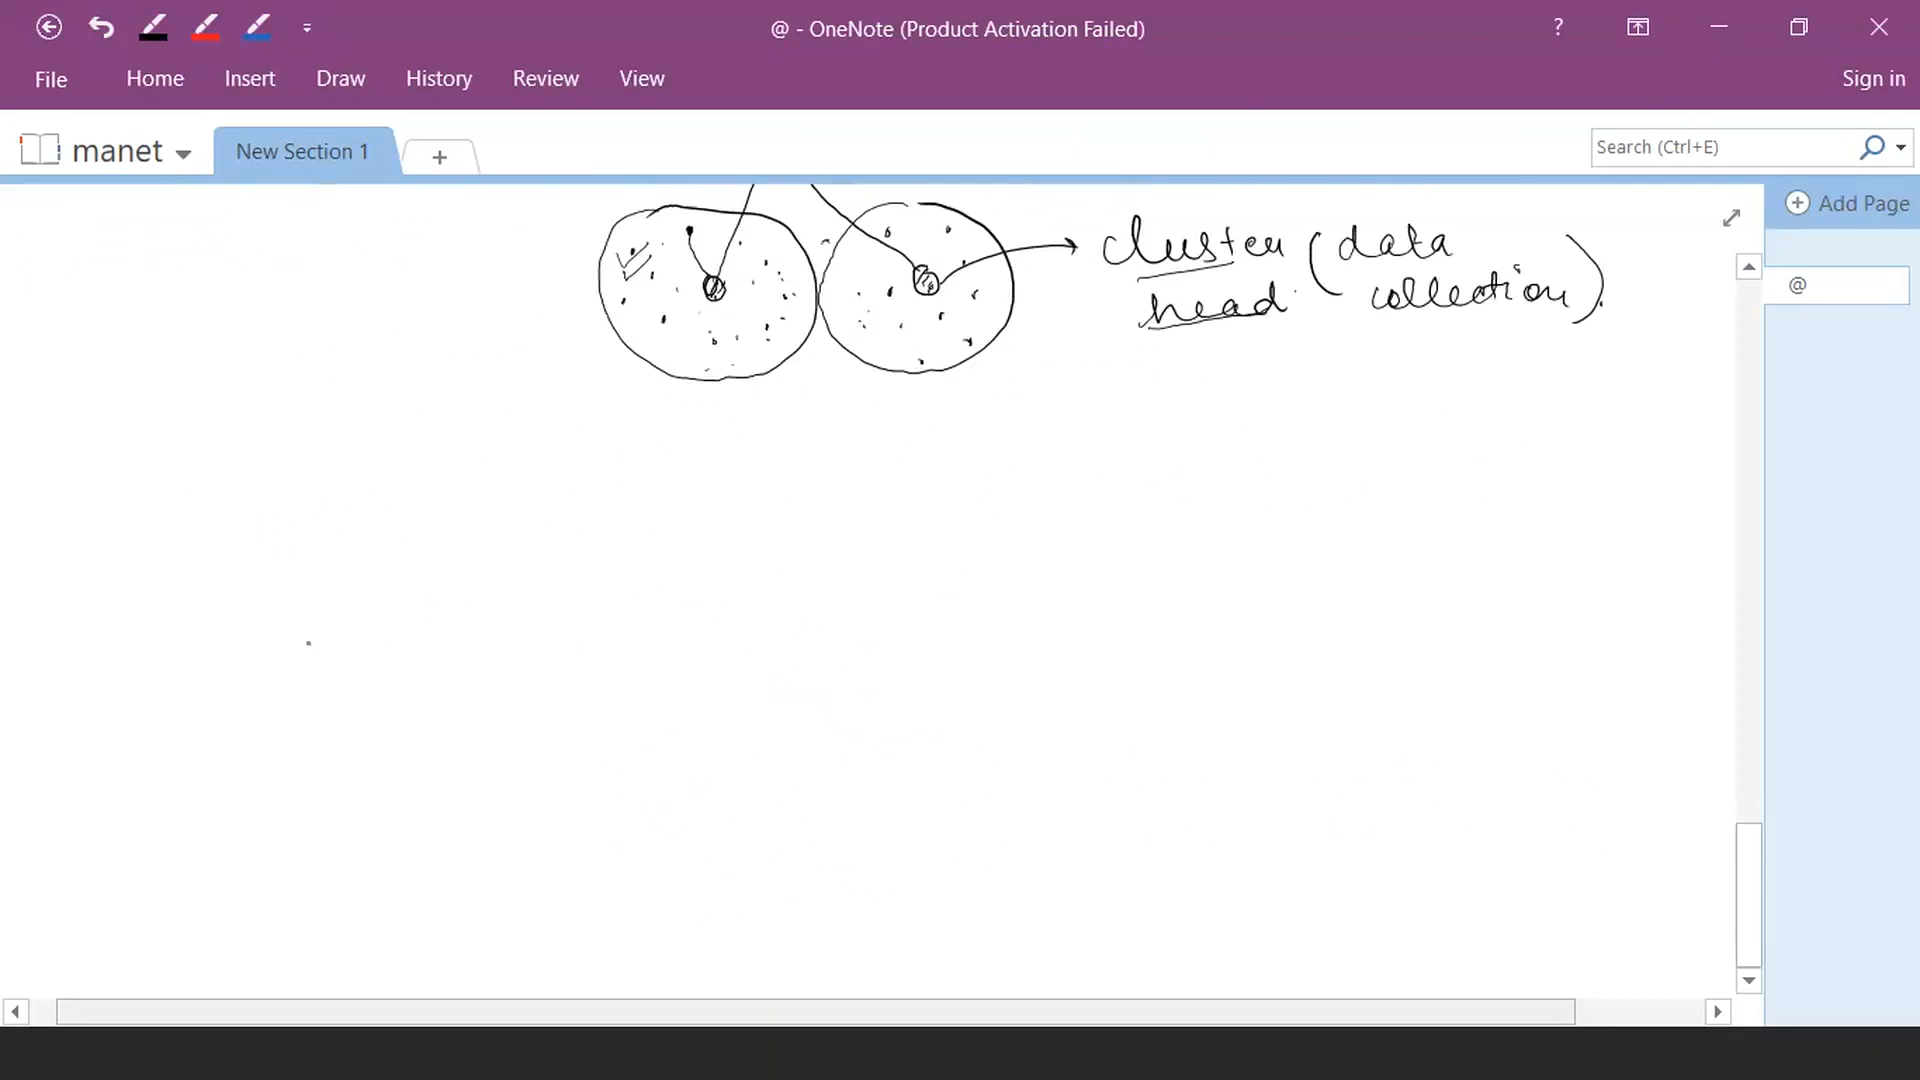 @ - OneNote (Product Activation Failed)
?
File Home Insert Draw History Review View Sign in
manet New Section 1 +
Search (Ctrl+E)
Add Page
@
cluster (data
head. collection).